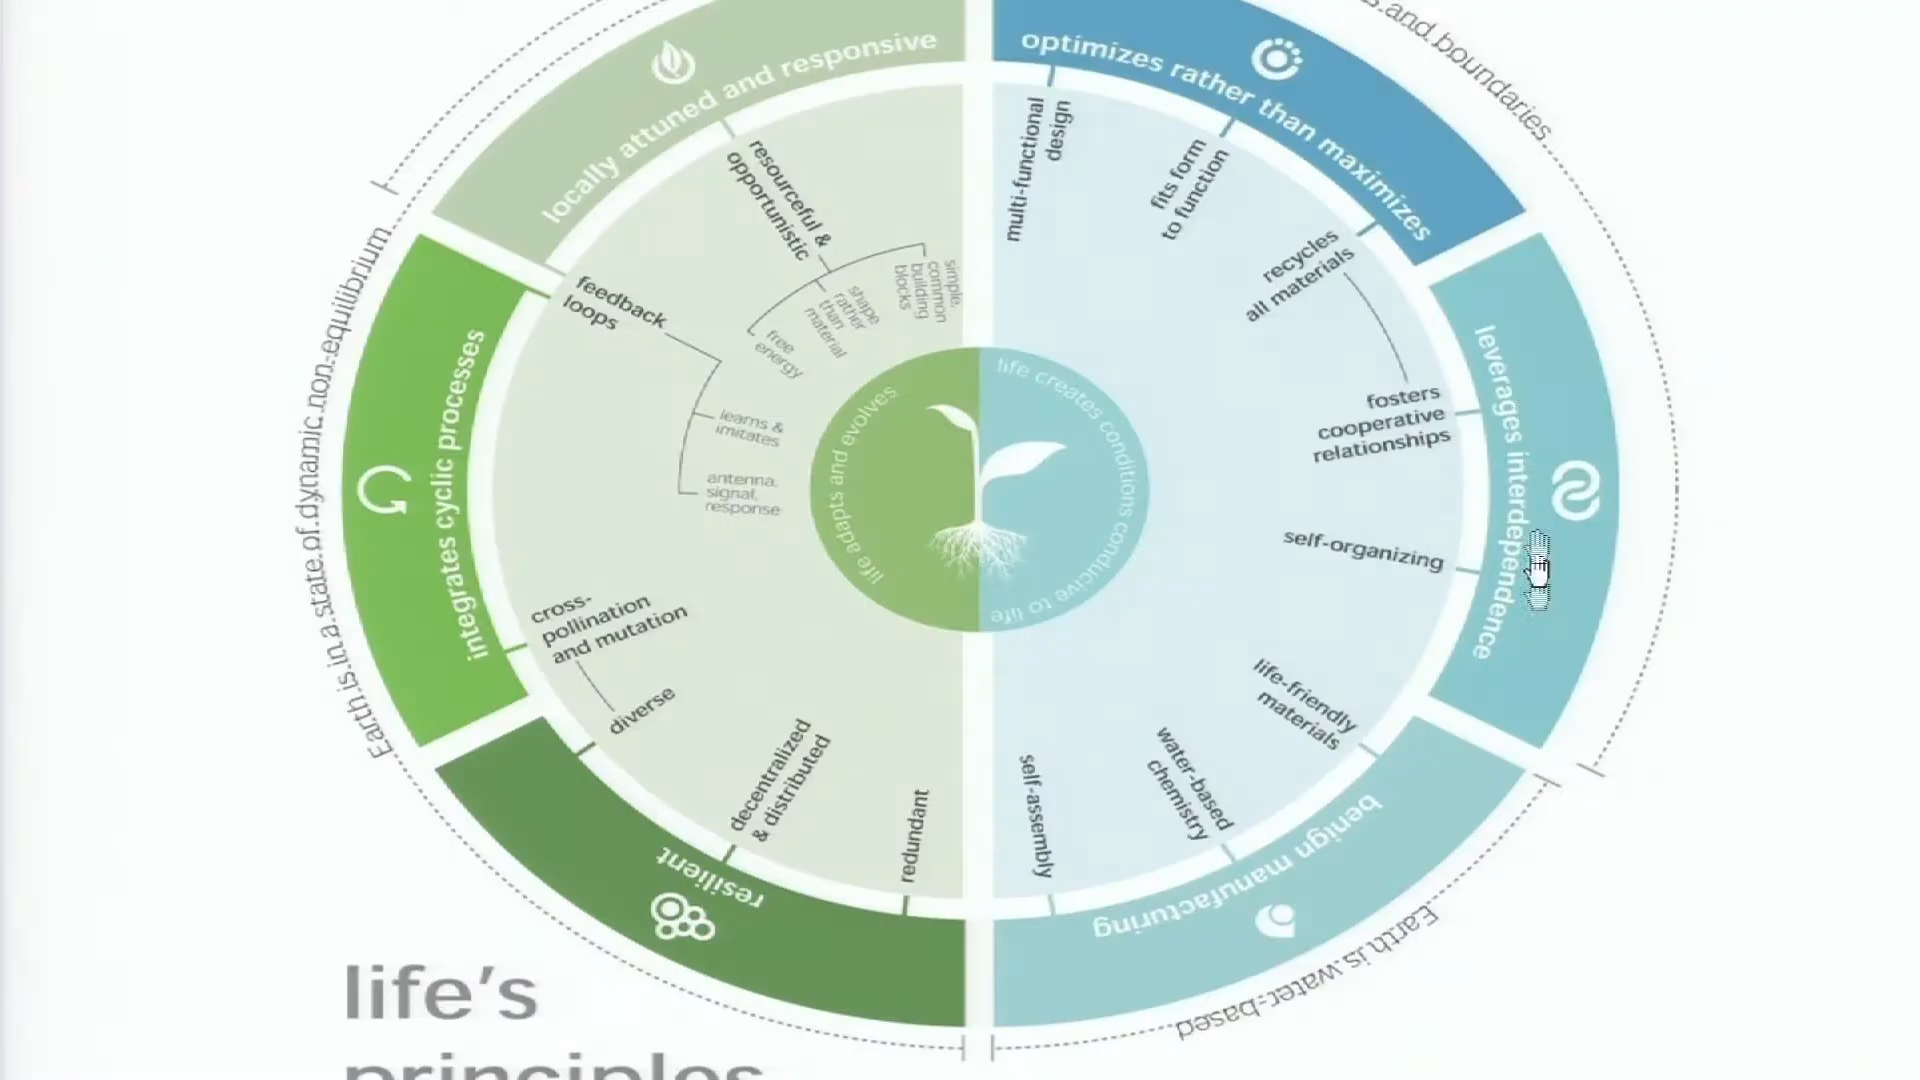 locally attuned and responsive
optimizes rather than maximizes
and boundaries
resourceful &
opportunistic
simple,
common
building
blocks
shape
rather
than
material
free
energy
feedback
loops
learns &
imitates
antenna,
signal,
response
integrates cyclic processes
Earth is in a state of dynamic non-equilibrium
cross-
pollination
and mutation
diverse
decentralized
& distributed
redundant
resilient
life adapts and evolves
life creates conditions conducive to life
multi-functional
design
fits form
to function
recycles
all materials
fosters
cooperative
relationships
self-organizing
leverages interdependence
life-friendly
materials
water-based
chemistry
self-assembly
benign manufacturing
Earth is water-based
life's
principles